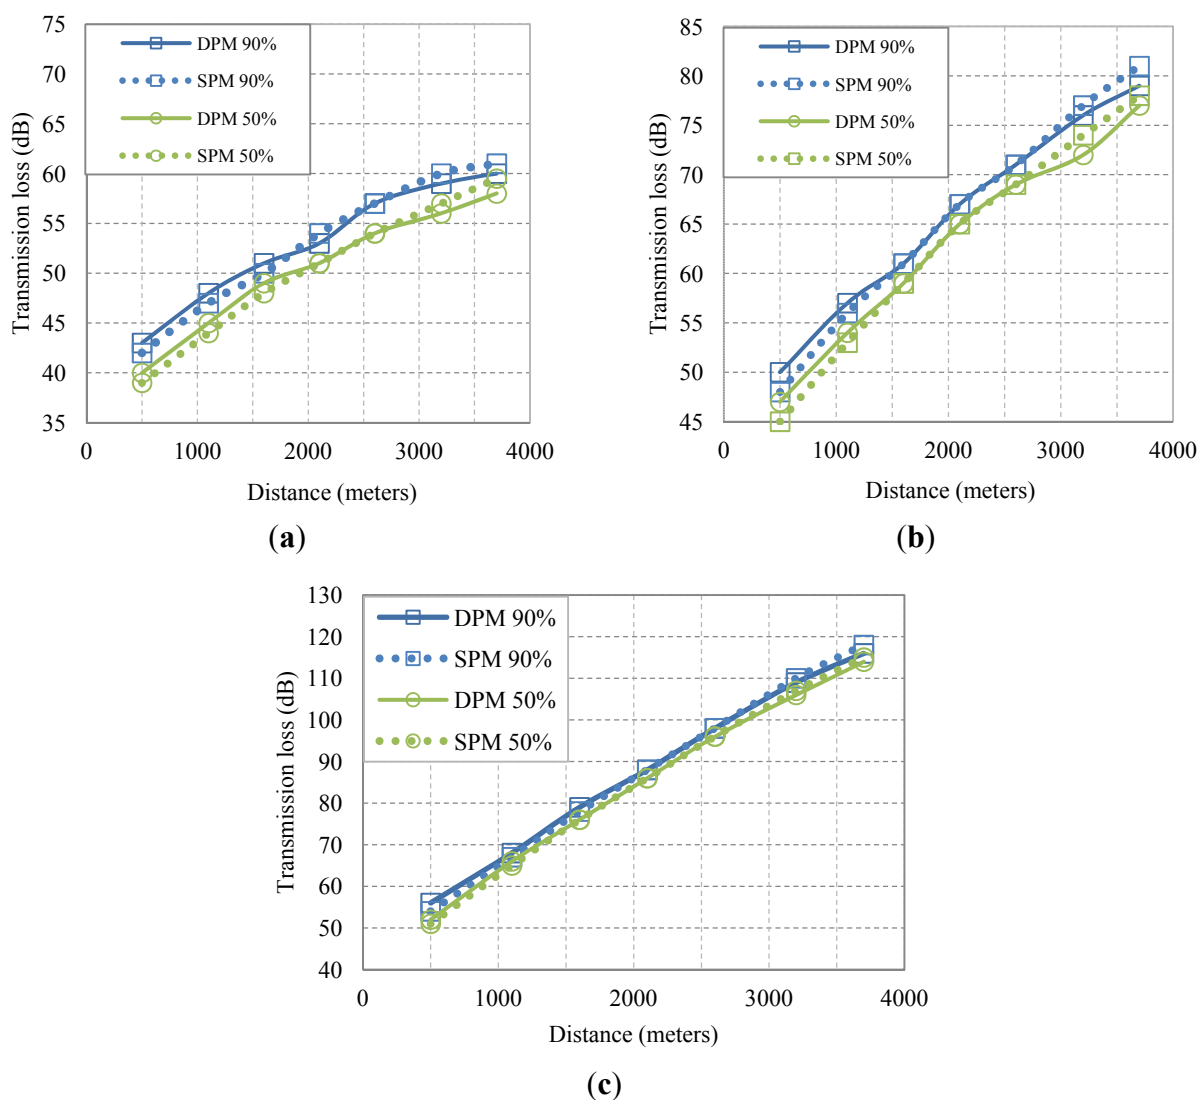 75
70
65
60
55
50
45
40
35
Transmission loss (dB)
DPM 90%
SPM 90%
DPM 50%
SPM 50%
0 1000 2000 3000 4000
Distance (meters)
(a)
85
80
75
70
65
60
55
50
45
Transmission loss (dB)
DPM 90%
SPM 90%
DPM 50%
SPM 50%
0 1000 2000 3000 4000
Distance (meters)
(b)
130
120
110
100
90
80
70
60
50
40
Transmission loss (dB)
DPM 90%
SPM 90%
DPM 50%
SPM 50%
0 1000 2000 3000 4000
Distance (meters)
(c)